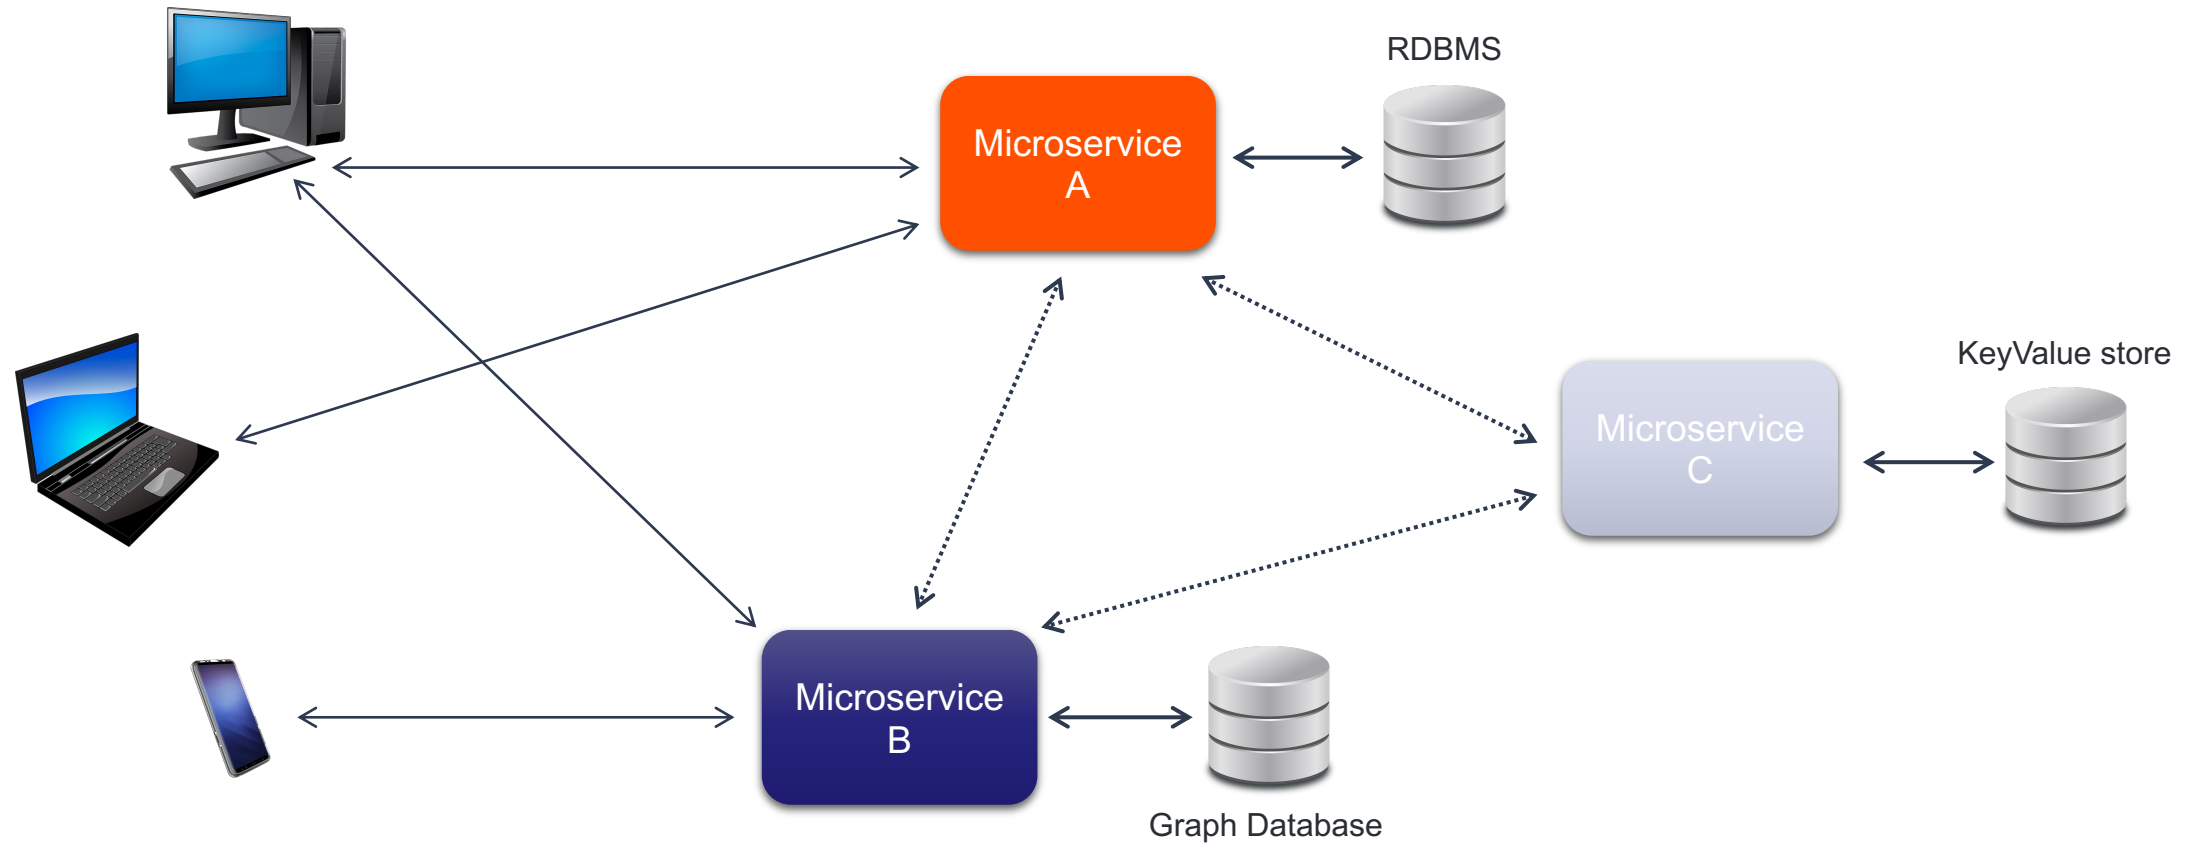 RDBMS
Microservice
A
KeyValue store
Microservice
C
Microservice
B
Graph Database